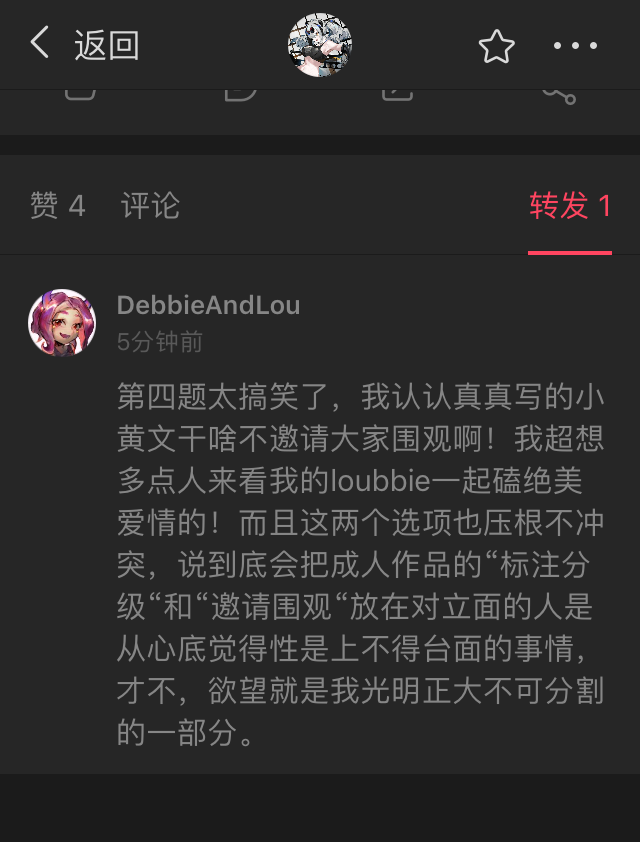 返回
赞 4
评论
转发 1
DebbieAndLou
5分钟前
第四题太搞笑了，我认认真真写的小
黄文干啥不邀请大家围观啊！我超想
多点人来看我的loubbie一起磕绝美
爱情的！而且这两个选项也压根不冲
突，说到底会把成人作品的“标注分
级“和“邀请围观“放在对立面的人是
从心底觉得性是上不得台面的事情，
才不，欲望就是我光明正大不可分割
的一部分。